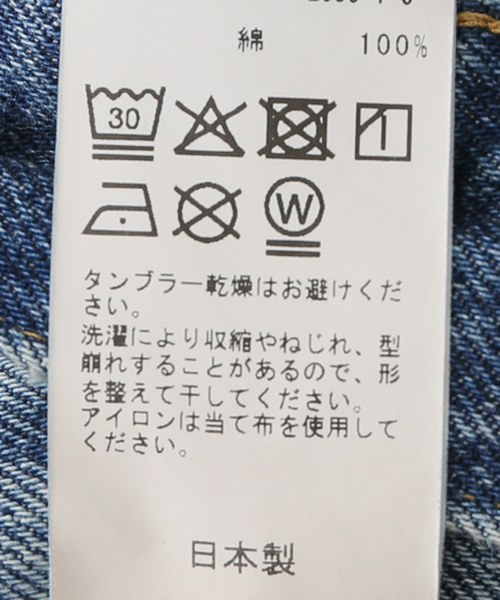 綿 100%
30
W
タンブラー乾燥はお避けくだ
さい。
洗濯により収縮やねじれ、型
崩れすることがあるので、形
を整えて干してください。
アイロンは当て布を使用して
ください。
日本製